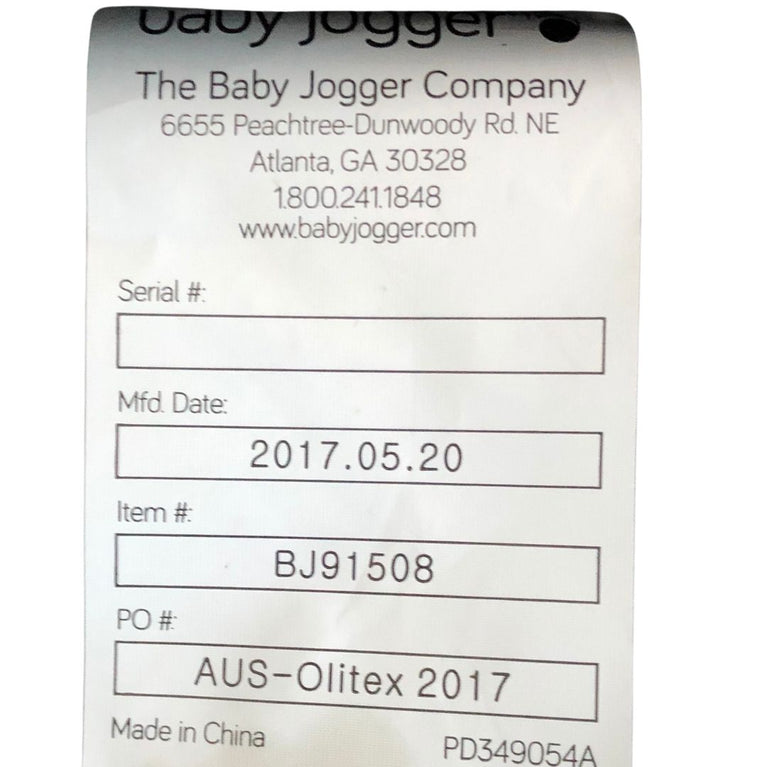 baby jogger
The Baby Jogger Company
6655 Peachtree-Dunwoody Rd. NE
Atlanta, GA 30328
1.800.241.1848
www.babyjogger.com
Serial #:
Mfd. Date:
2017.05.20
Item #:
BJ91508
PO #:
AUS-Olitex 2017
Made in China
PD349054A